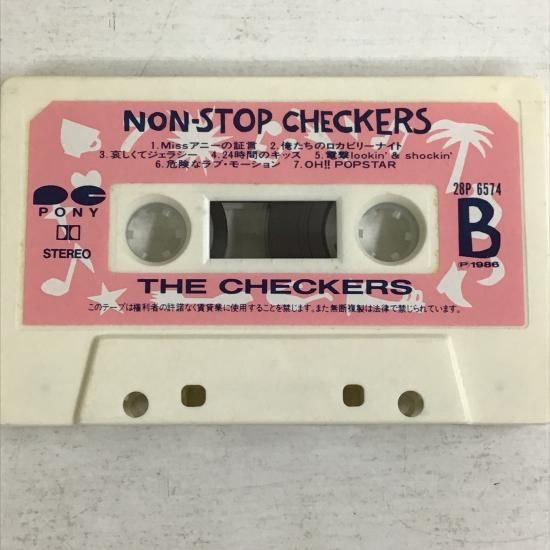 NON-STOP CHECKERS
1.Missアニーの証言 2.俺たちのロカビリーナイト
3.哀しくてジェラシー 4.24時間のキッス 5.電撃lookin' & shockin'
6.危険なラブ・モーション 7.OH!! POPSTAR
PONY
STEREO
28P 6574
B
P1986
THE CHECKERS
このテープは権利者の許諾なく賃貸業に使用することを禁じます。また無断複製は法律で禁じられています。